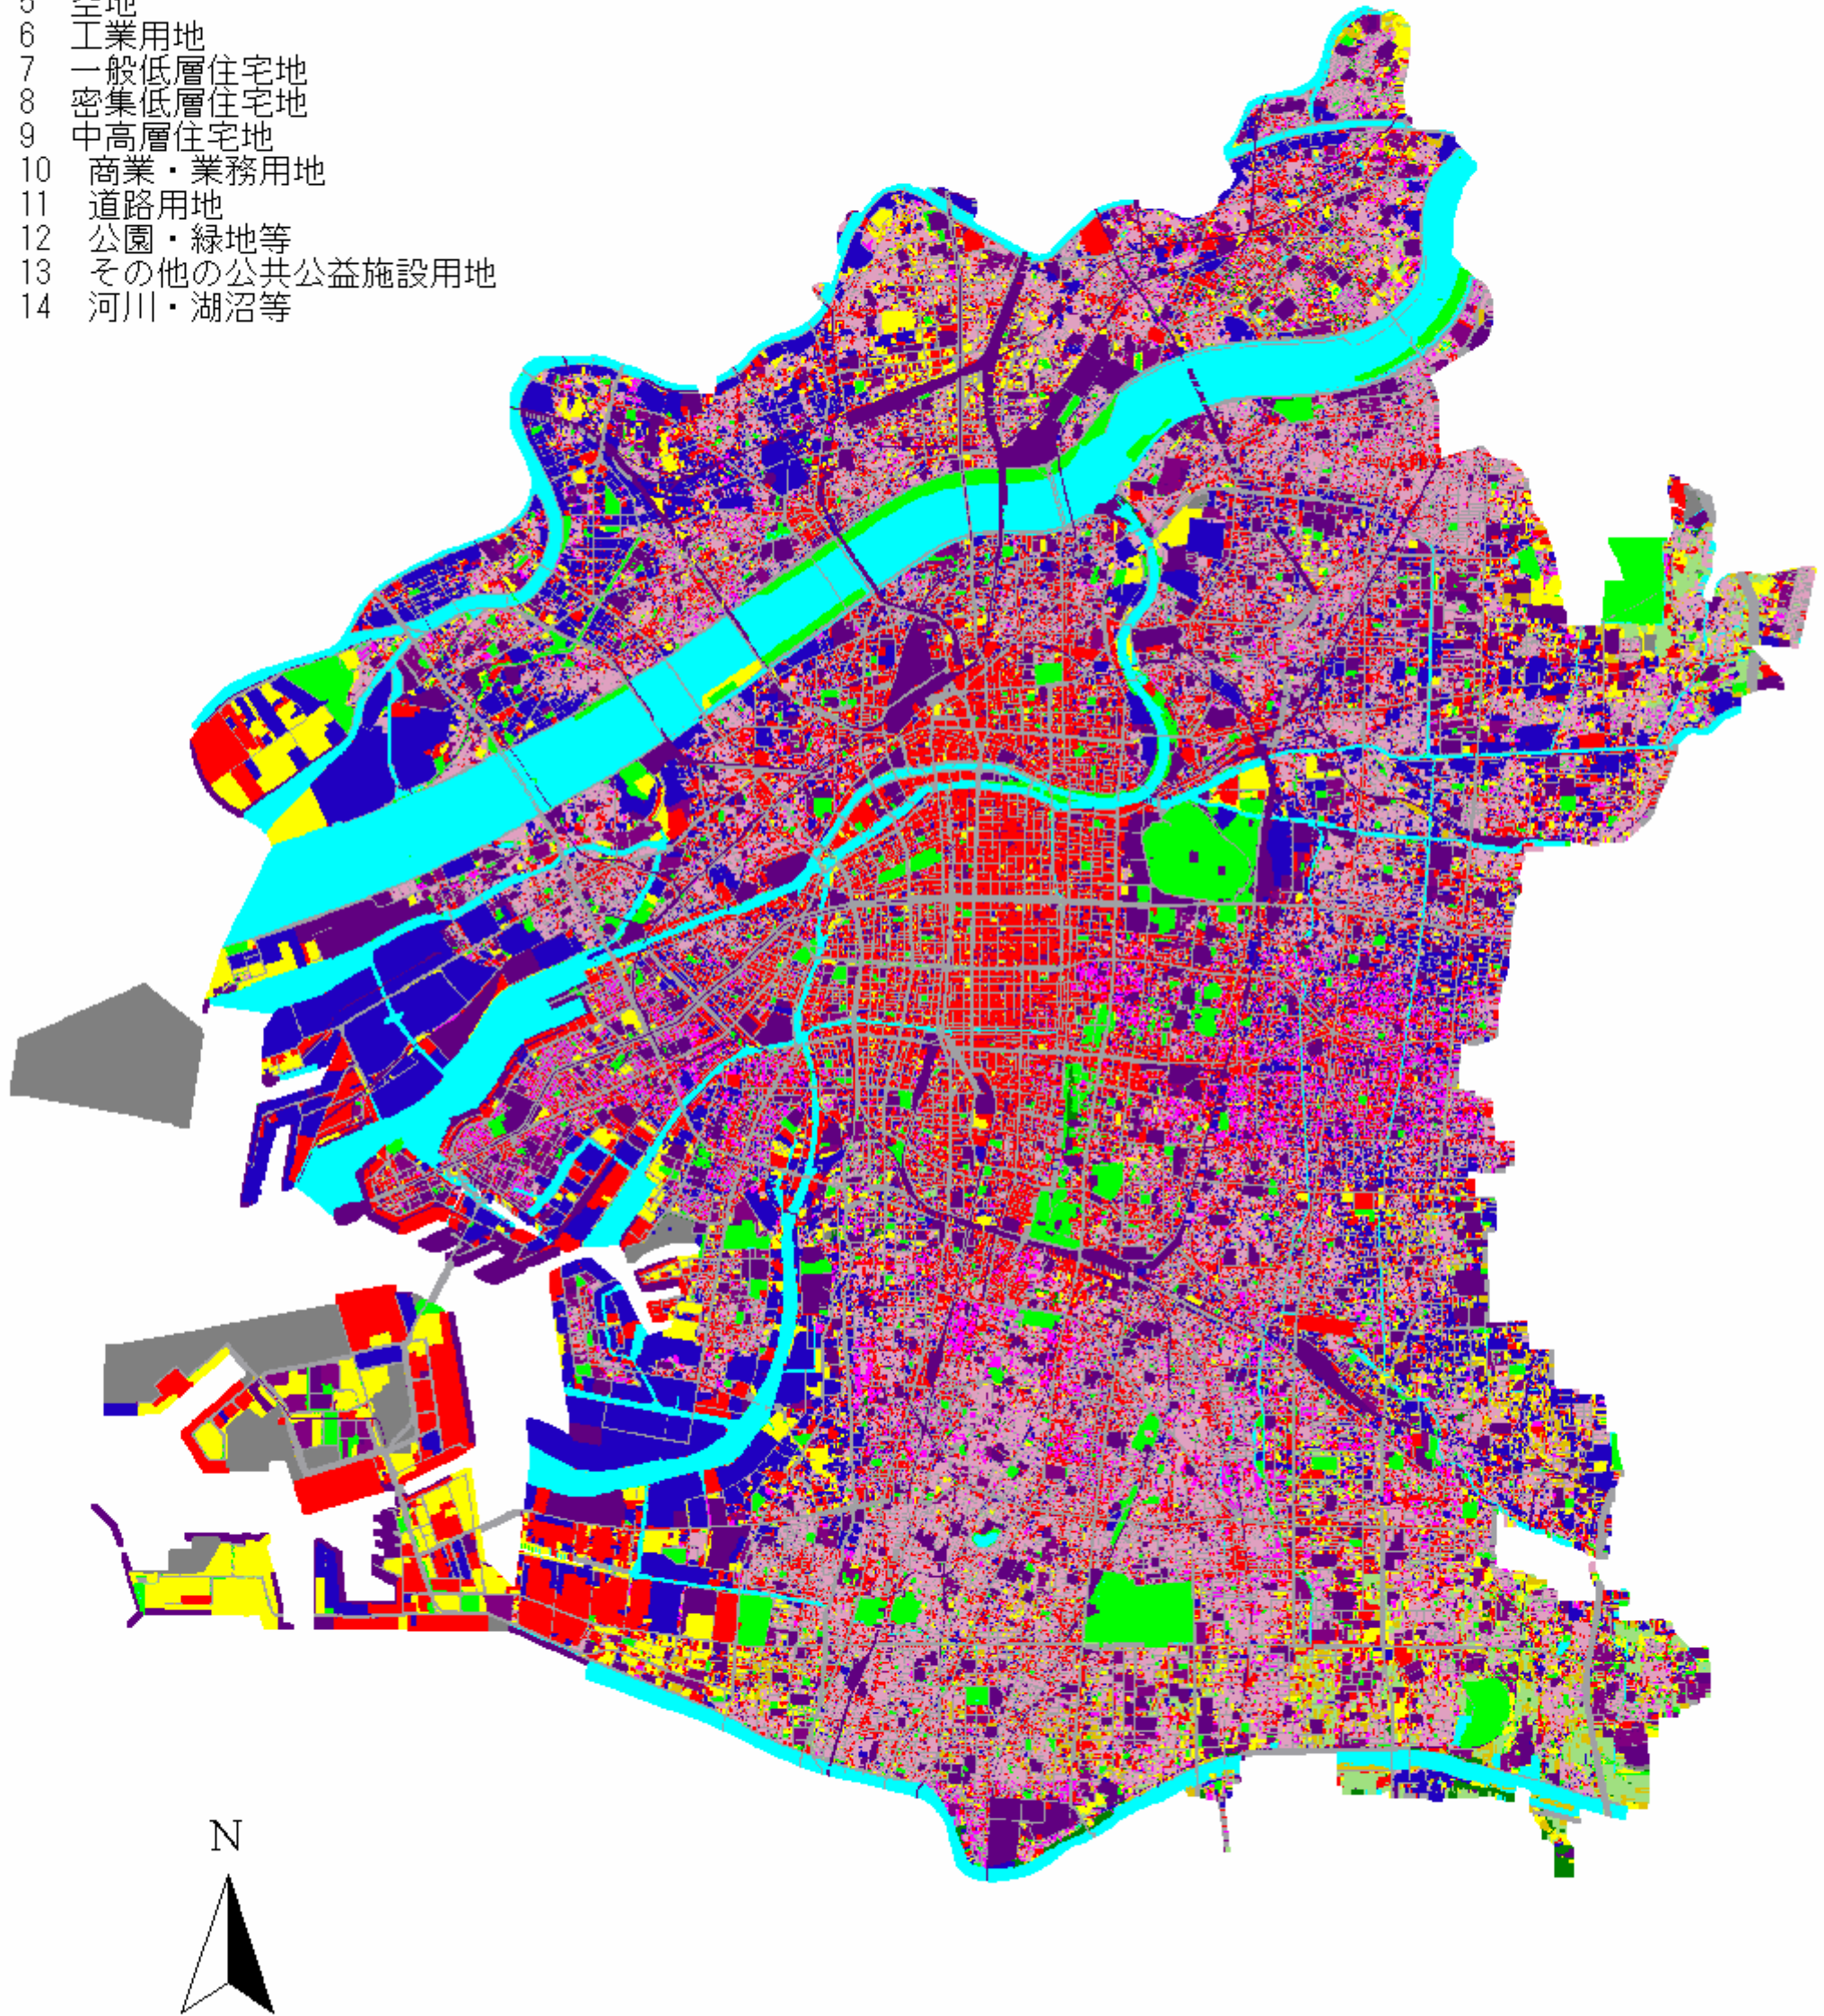 5 空地
6 工業用地
7 一般低層住宅地
8 密集低層住宅地
9 中高層住宅地
10 商業・業務用地
11 道路用地
12 公園・緑地等
13 その他の公共公益施設用地
14 河川・湖沼等
N